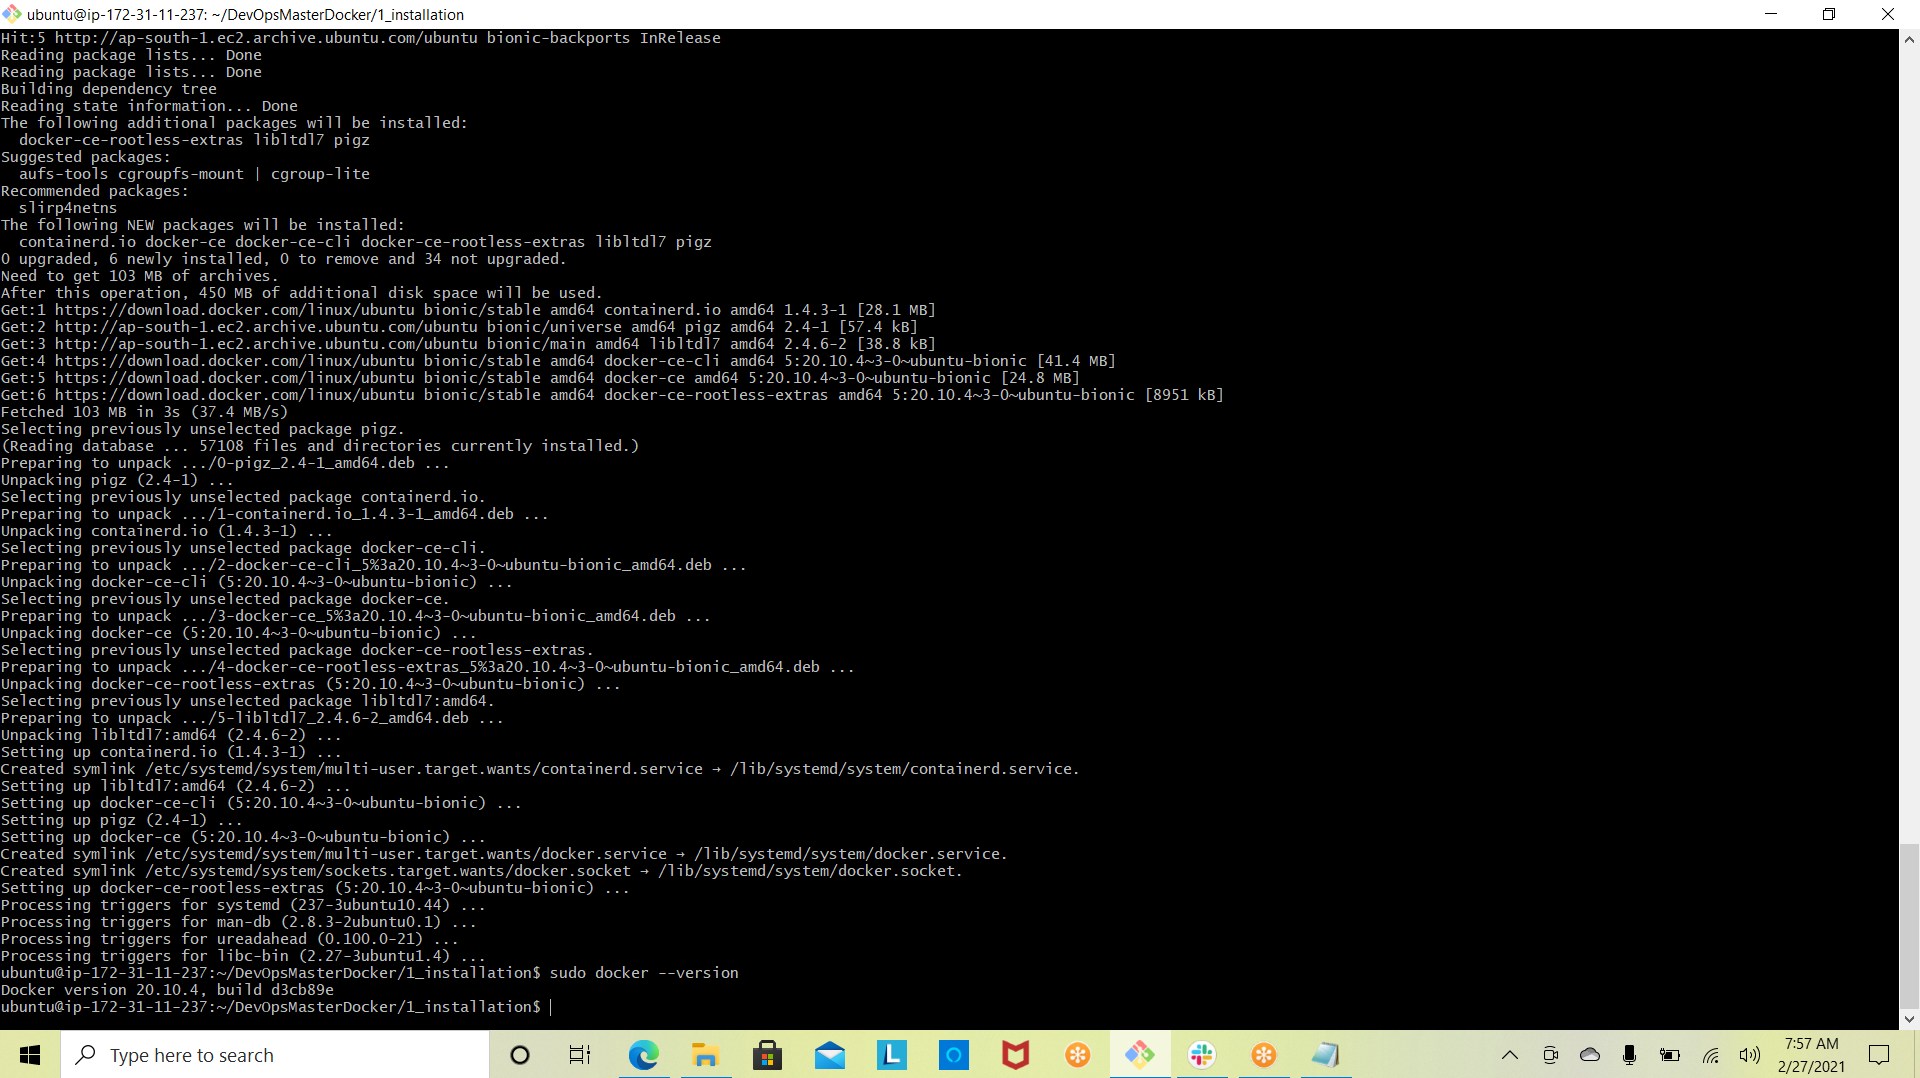 ubuntu@ip-172-31-11-237: ~/DevOpsMasterDocker/1_installation
Hit:5 http://ap-south-1.ec2.archive.ubuntu.com/ubuntu bionic-backports InRelease
Reading package lists... Done
Reading package lists... Done
Building dependency tree
Reading state information... Done
The following additional packages will be installed:
  docker-ce-rootless-extras libltdl7 pigz
Suggested packages:
  aufs-tools cgroupfs-mount | cgroup-lite
Recommended packages:
  slirp4netns
The following NEW packages will be installed:
  containerd.io docker-ce docker-ce-cli docker-ce-rootless-extras libltdl7 pigz
0 upgraded, 6 newly installed, 0 to remove and 34 not upgraded.
Need to get 103 MB of archives.
After this operation, 450 MB of additional disk space will be used.
Get:1 https://download.docker.com/linux/ubuntu bionic/stable amd64 containerd.io amd64 1.4.3-1 [28.1 MB]
Get:2 http://ap-south-1.ec2.archive.ubuntu.com/ubuntu bionic/universe amd64 pigz amd64 2.4-1 [57.4 kB]
Get:3 http://ap-south-1.ec2.archive.ubuntu.com/ubuntu bionic/main amd64 libltdl7 amd64 2.4.6-2 [38.8 kB]
Get:4 https://download.docker.com/linux/ubuntu bionic/stable amd64 docker-ce-cli amd64 5:20.10.4~3-0~ubuntu-bionic [41.4 MB]
Get:5 https://download.docker.com/linux/ubuntu bionic/stable amd64 docker-ce amd64 5:20.10.4~3-0~ubuntu-bionic [24.8 MB]
Get:6 https://download.docker.com/linux/ubuntu bionic/stable amd64 docker-ce-rootless-extras amd64 5:20.10.4~3-0~ubuntu-bionic [8951 kB]
Fetched 103 MB in 3s (37.4 MB/s)
Selecting previously unselected package pigz.
(Reading database ... 57108 files and directories currently installed.)
Preparing to unpack .../0-pigz_2.4-1_amd64.deb ...
Unpacking pigz (2.4-1) ...
Selecting previously unselected package containerd.io.
Preparing to unpack .../1-containerd.io_1.4.3-1_amd64.deb ...
Unpacking containerd.io (1.4.3-1) ...
Selecting previously unselected package docker-ce-cli.
Preparing to unpack .../2-docker-ce-cli_5%3a20.10.4~3-0~ubuntu-bionic_amd64.deb ...
Unpacking docker-ce-cli (5:20.10.4~3-0~ubuntu-bionic) ...
Selecting previously unselected package docker-ce.
Preparing to unpack .../3-docker-ce_5%3a20.10.4~3-0~ubuntu-bionic_amd64.deb ...
Unpacking docker-ce (5:20.10.4~3-0~ubuntu-bionic) ...
Selecting previously unselected package docker-ce-rootless-extras.
Preparing to unpack .../4-docker-ce-rootless-extras_5%3a20.10.4~3-0~ubuntu-bionic_amd64.deb ...
Unpacking docker-ce-rootless-extras (5:20.10.4~3-0~ubuntu-bionic) ...
Selecting previously unselected package libltdl7:amd64.
Preparing to unpack .../5-libltdl7_2.4.6-2_amd64.deb ...
Unpacking libltdl7:amd64 (2.4.6-2) ...
Setting up containerd.io (1.4.3-1) ...
Created symlink /etc/systemd/system/multi-user.target.wants/containerd.service → /lib/systemd/system/containerd.service.
Setting up libltdl7:amd64 (2.4.6-2) ...
Setting up docker-ce-cli (5:20.10.4~3-0~ubuntu-bionic) ...
Setting up pigz (2.4-1) ...
Setting up docker-ce (5:20.10.4~3-0~ubuntu-bionic) ...
Created symlink /etc/systemd/system/multi-user.target.wants/docker.service → /lib/systemd/system/docker.service.
Created symlink /etc/systemd/system/sockets.target.wants/docker.socket → /lib/systemd/system/docker.socket.
Setting up docker-ce-rootless-extras (5:20.10.4~3-0~ubuntu-bionic) ...
Processing triggers for systemd (237-3ubuntu10.44) ...
Processing triggers for man-db (2.8.3-2ubuntu0.1) ...
Processing triggers for ureadahead (0.100.0-21) ...
Processing triggers for libc-bin (2.27-3ubuntu1.4) ...
ubuntu@ip-172-31-11-237:~/DevOpsMasterDocker/1_installation$ sudo docker --version
Docker version 20.10.4, build d3cb89e
ubuntu@ip-172-31-11-237:~/DevOpsMasterDocker/1_installation$
Type here to search
L
7:57 AM
2/27/2021